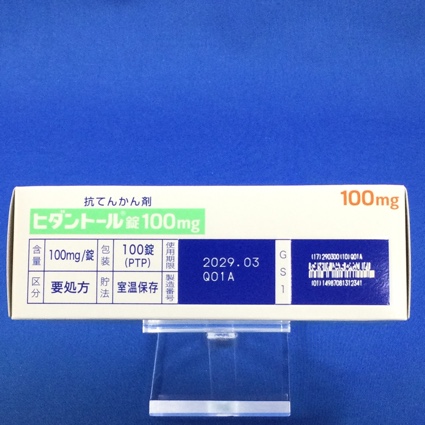 抗てんかん剤
ヒダントール®錠100mg
100mg
含量 100mg/錠 包装 100錠(PTP) 使用期限 2029.03
区分 要処方 貯法 室温保存 製造番号 Q01A
GS1
(17)290300(10)Q01A
(01)14987081312341